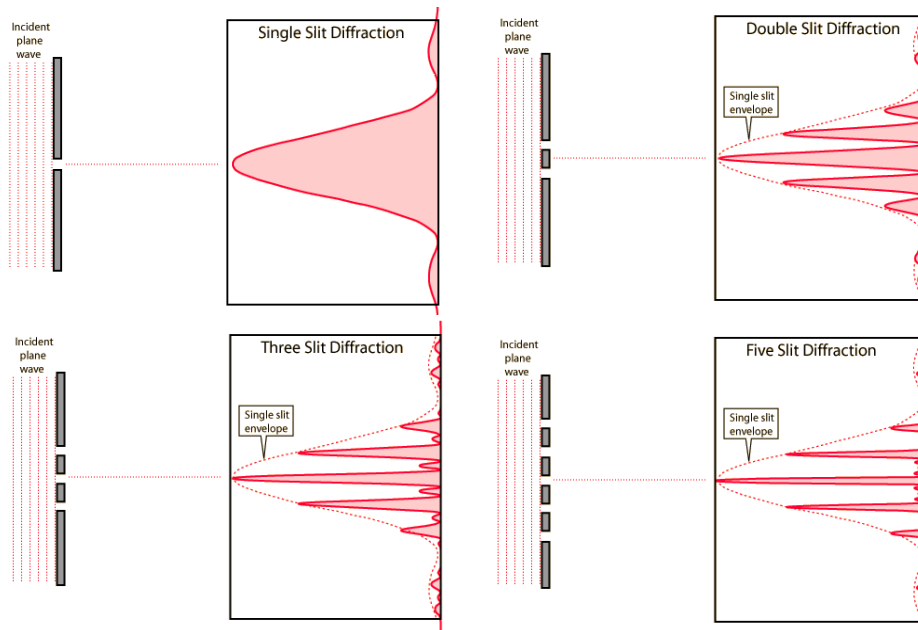 Incident
plane
wave
Single Slit Diffraction
Incident
plane
wave
Double Slit Diffraction
Single slit
envelope
Incident
plane
wave
Three Slit Diffraction
Single slit
envelope
Incident
plane
wave
Five Slit Diffraction
Single slit
envelope